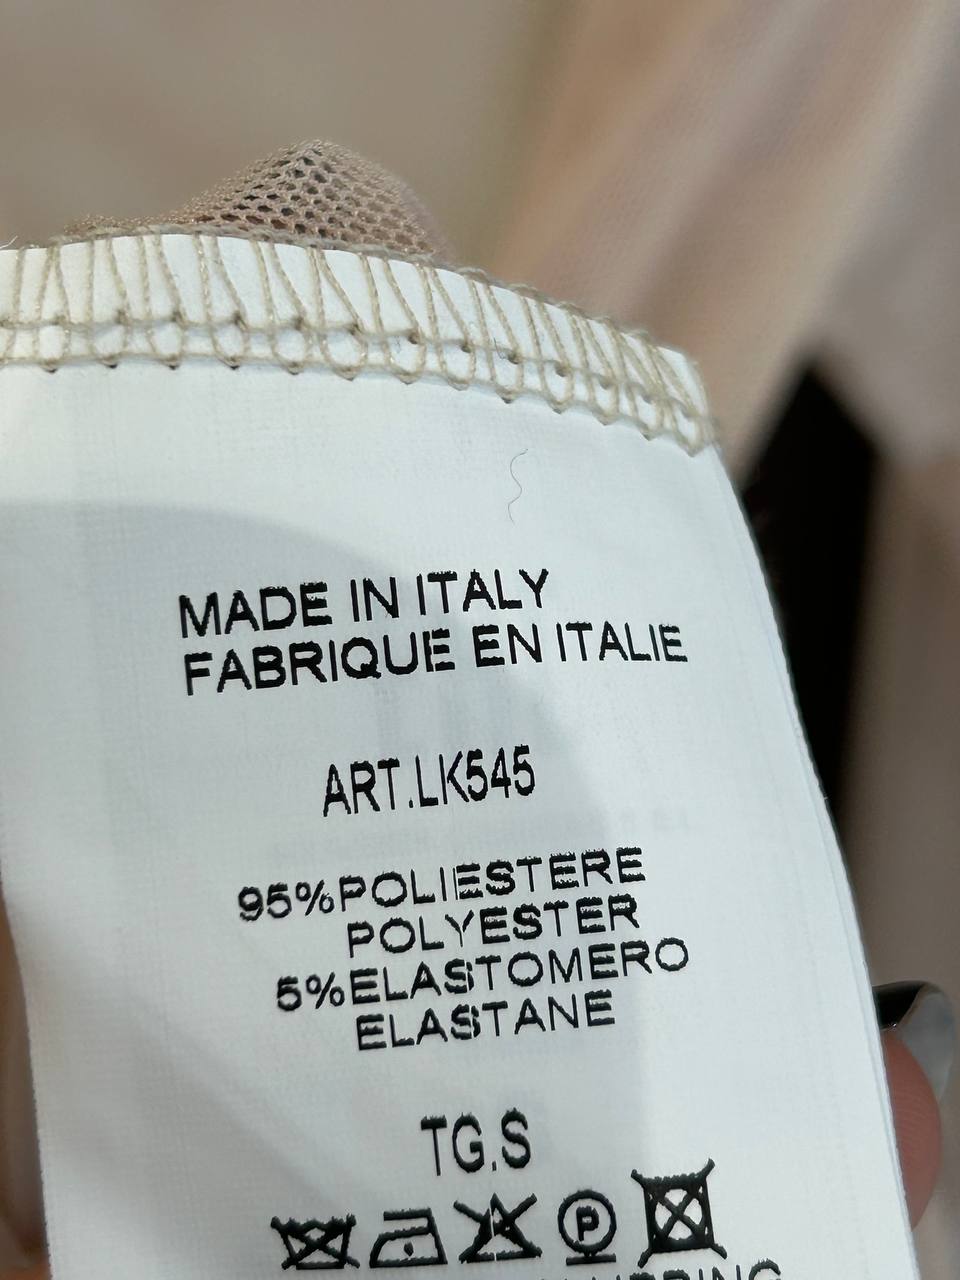 MADE IN ITALY
FABRIQUE EN ITALIE
ART.LK545
95%POLIESTERE
POLYESTER
5%ELASTOMERO
ELASTANE
TG.S
P